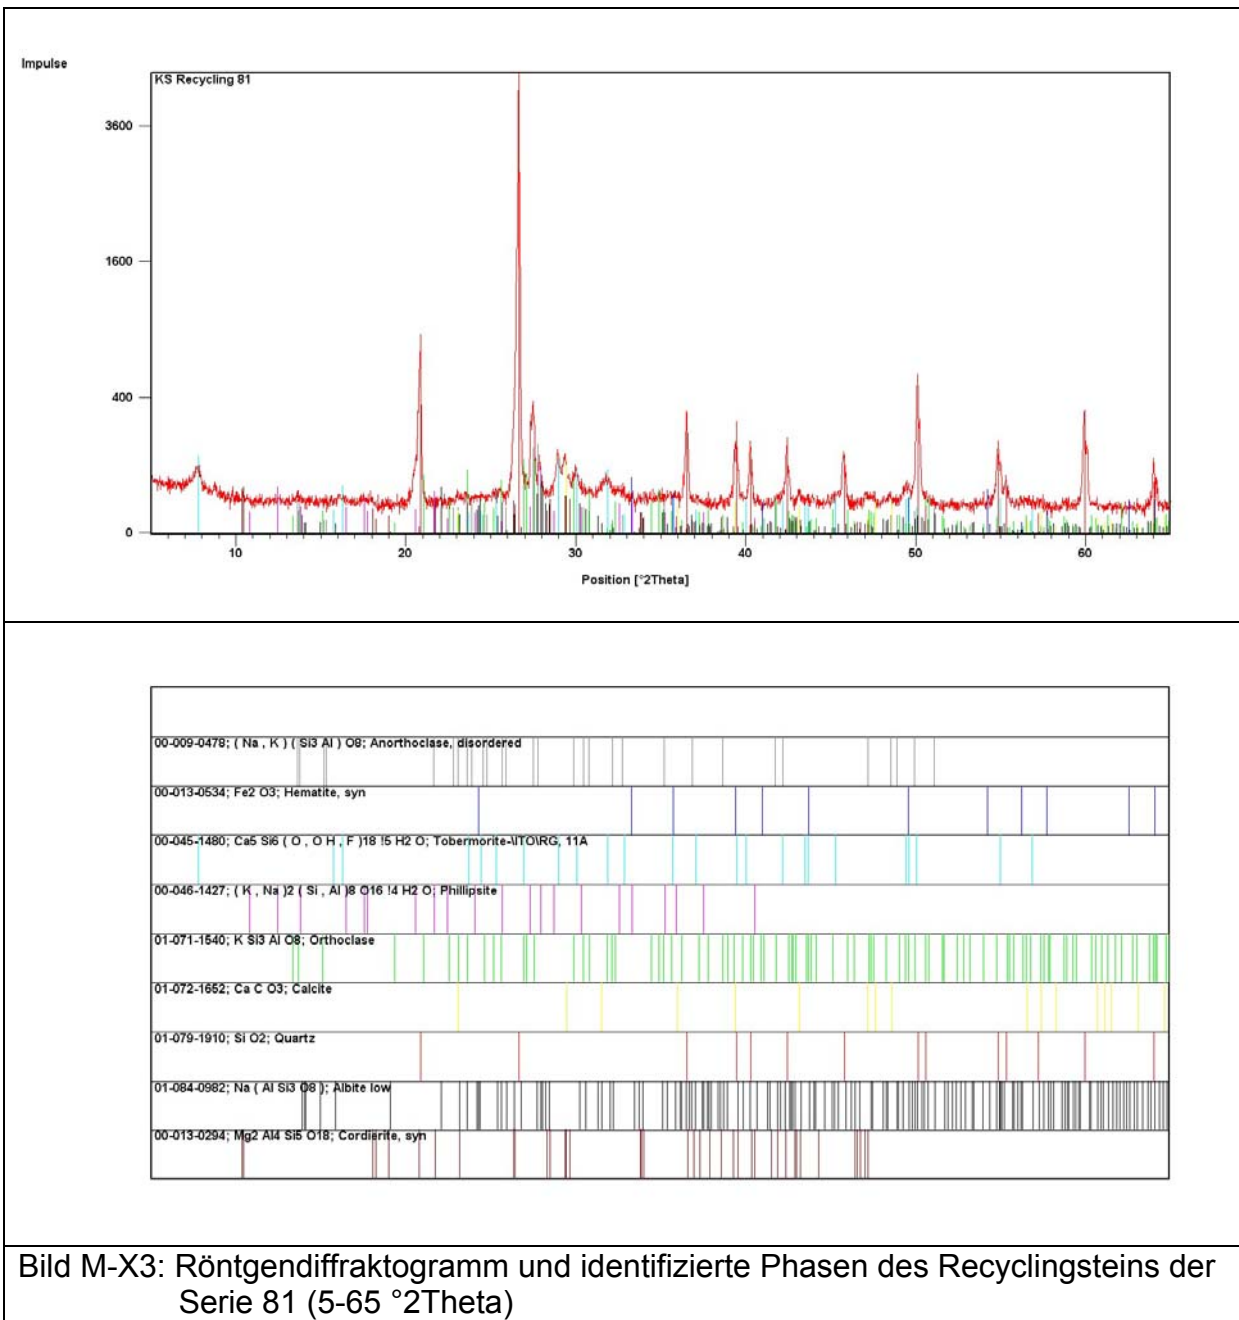 Impulse
KS Recycling 81
3600
1600
400
0
10 20 30 40 50 60
Position [°2Theta]
00-009-0478; ( Na , K ) ( Si3 Al ) O8; Anorthoclase, disordered
00-013-0534; Fe2 O3; Hematite, syn
00-045-1480; Ca5 Si6 ( O , O H , F )18 !5 H2 O; Tobermorite-\ITO\RG, 11A
00-046-1427; ( K , Na )2 ( Si , Al )8 O16 !4 H2 O; Phillipsite
01-071-1540; K Si3 Al O8; Orthoclase
01-072-1652; Ca C O3; Calcite
01-079-1910; Si O2; Quartz
01-084-0982; Na ( Al Si3 O8 ); Albite low
00-013-0294; Mg2 Al4 Si5 O18; Cordierite, syn
Bild M-X3: Röntgendiffraktogramm und identifizierte Phasen des Recyclingsteins der
Serie 81 (5-65 °2Theta)